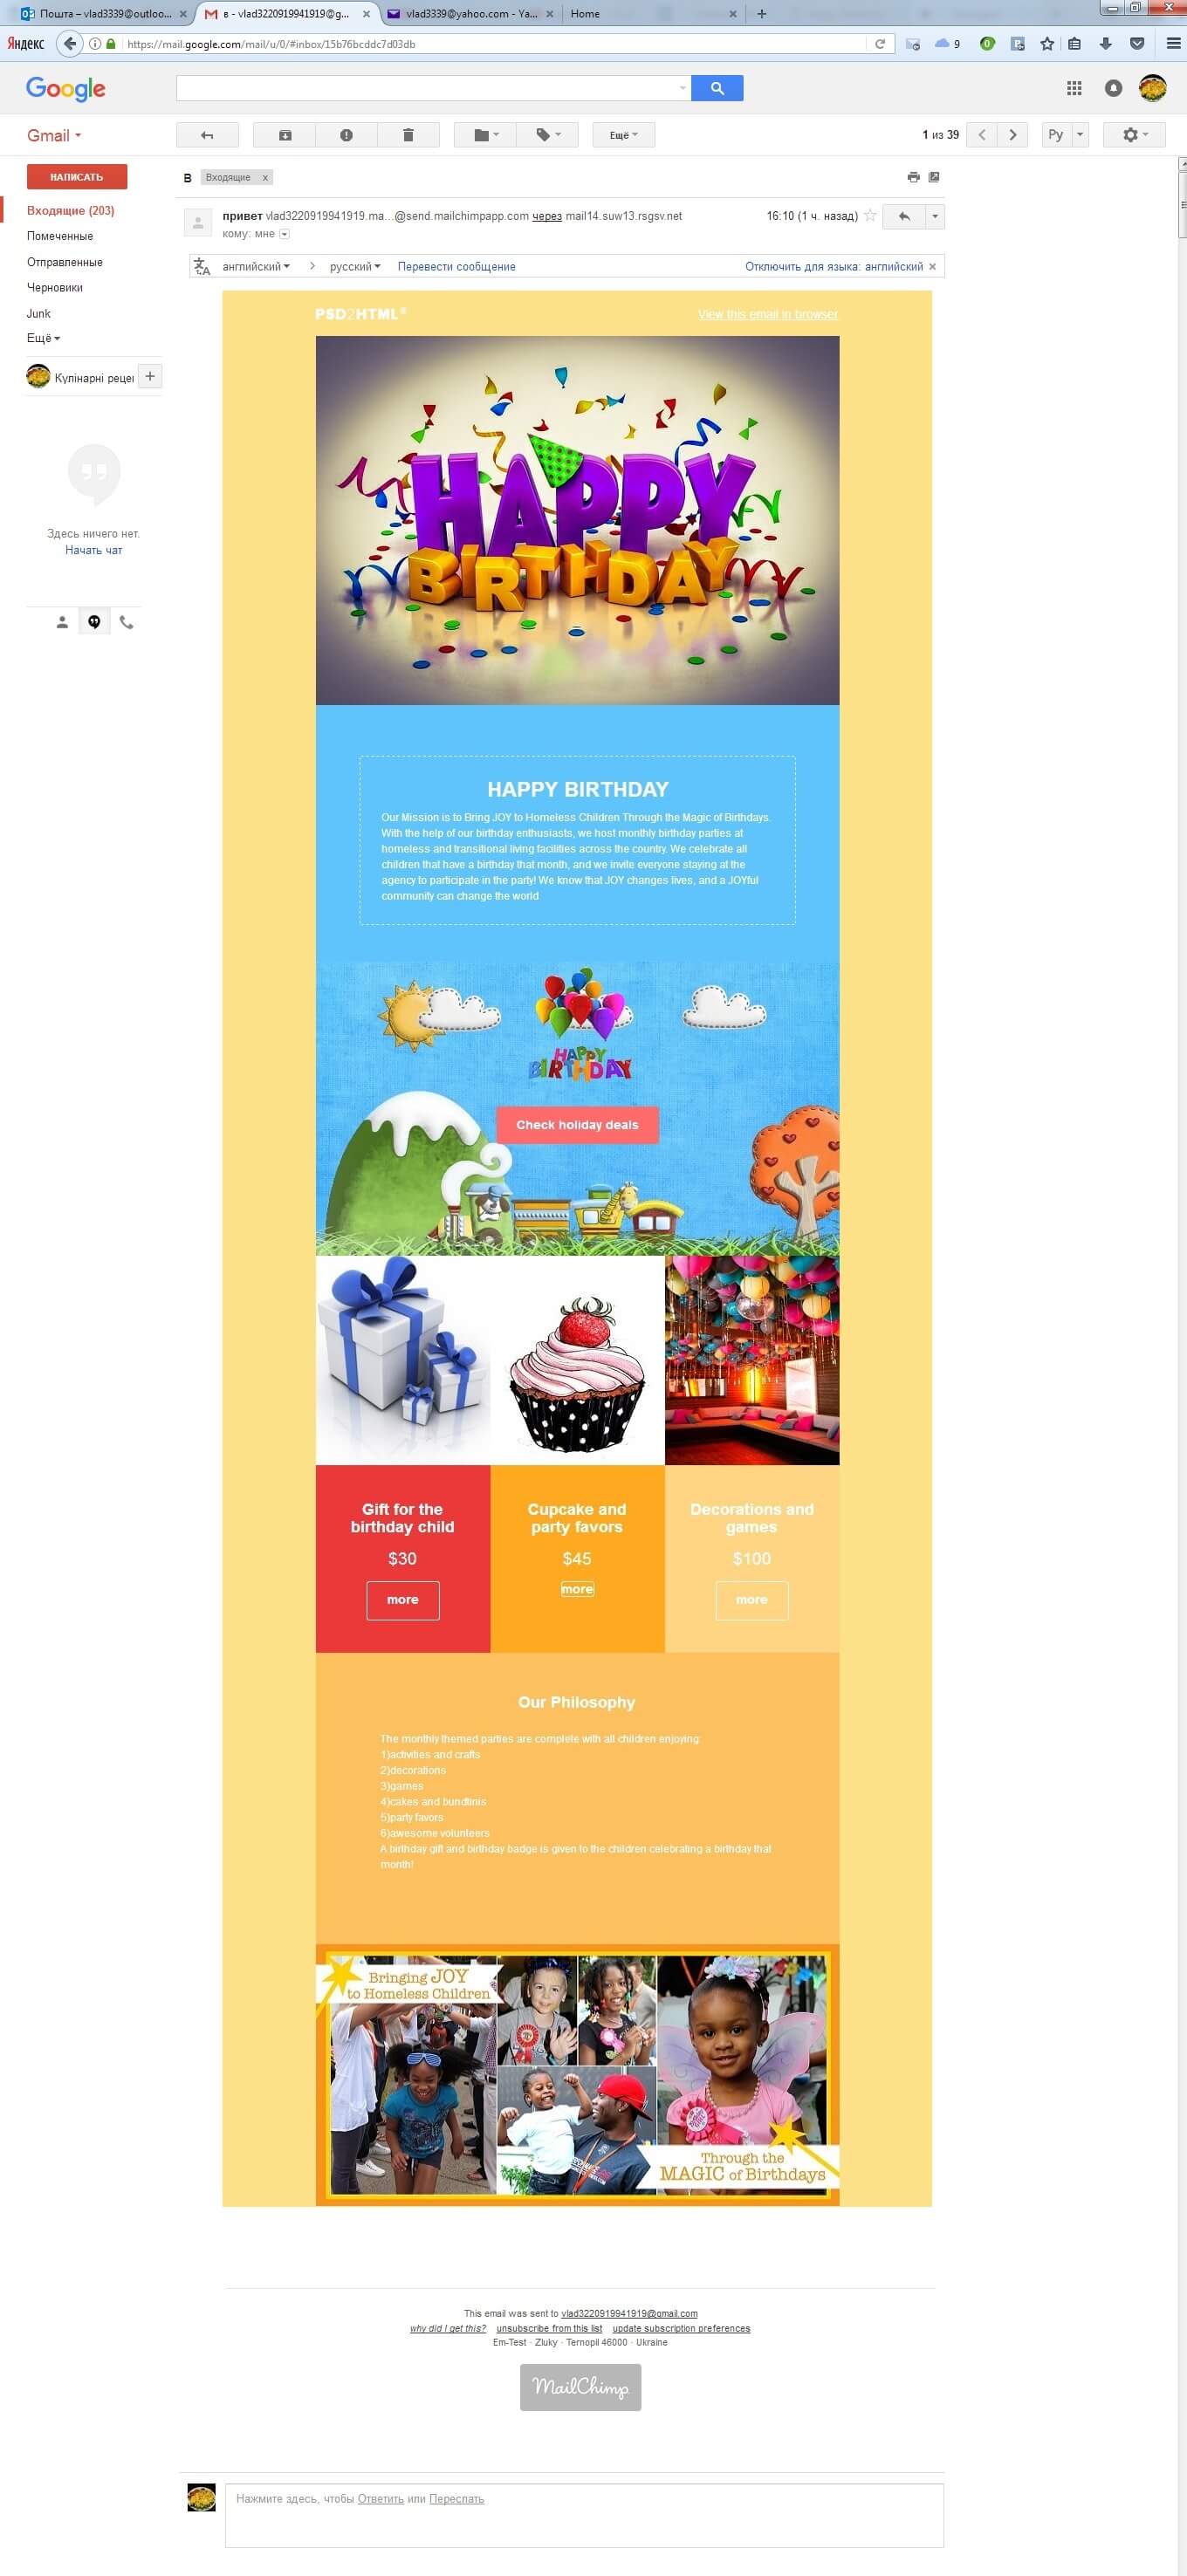 Пошта – vlad3339@outloo...
в - vlad3220919941919@g...
vlad3339@yahoo.com - Ya...
Home
Яндекс
https://mail.google.com/mail/u/0/#inbox/15b76bcddc7d03db
9
0
Google
Gmail
Ещё
1 из 39
Ру
НАПИСАТЬ
Входящие (203)
Помеченные
Отправленные
Черновики
Junk
Ещё
Кулінарні рецеп
Здесь ничего нет.
Начать чат
в Входящие x
привет vlad3220919941919.ma...@send.mailchimpapp.com через mail14.suw13.rsgsv.net
16:10 (1 ч. назад)
кому: мне
английский > русский Перевести сообщение
Отключить для языка: английский
PSD2HTML®
View this email in browser
HAPPY
BIRTHDAY
HAPPY BIRTHDAY
Our Mission is to Bring JOY to Homeless Children Through the Magic of Birthdays.
With the help of our birthday enthusiasts, we host monthly birthday parties at
homeless and transitional living facilities across the country. We celebrate all
children that have a birthday that month, and we invite everyone staying at the
agency to participate in the party! We know that JOY changes lives, and a JOYful
community can change the world
HAPPY
BIRTHDAY
Check holiday deals
Gift for the
birthday child
$30
more
Cupcake and
party favors
$45
more
Decorations and
games
$100
more
Our Philosophy
The monthly themed parties are complete with all children enjoying:
1)activities and crafts
2)decorations
3)games
4)cakes and bundtinis
5)party favors
6)awesome volunteers
A birthday gift and birthday badge is given to the children celebrating a birthday that
month!
Bringing JOY
to Homeless Children
Through the
MAGIC of Birthdays
This email was sent to vlad3220919941919@gmail.com
why did I get this? unsubscribe from this list update subscription preferences
Em-Test · Zluky · Ternopil 46000 · Ukraine
MailChimp
Нажмите здесь, чтобы Ответить или Переслать